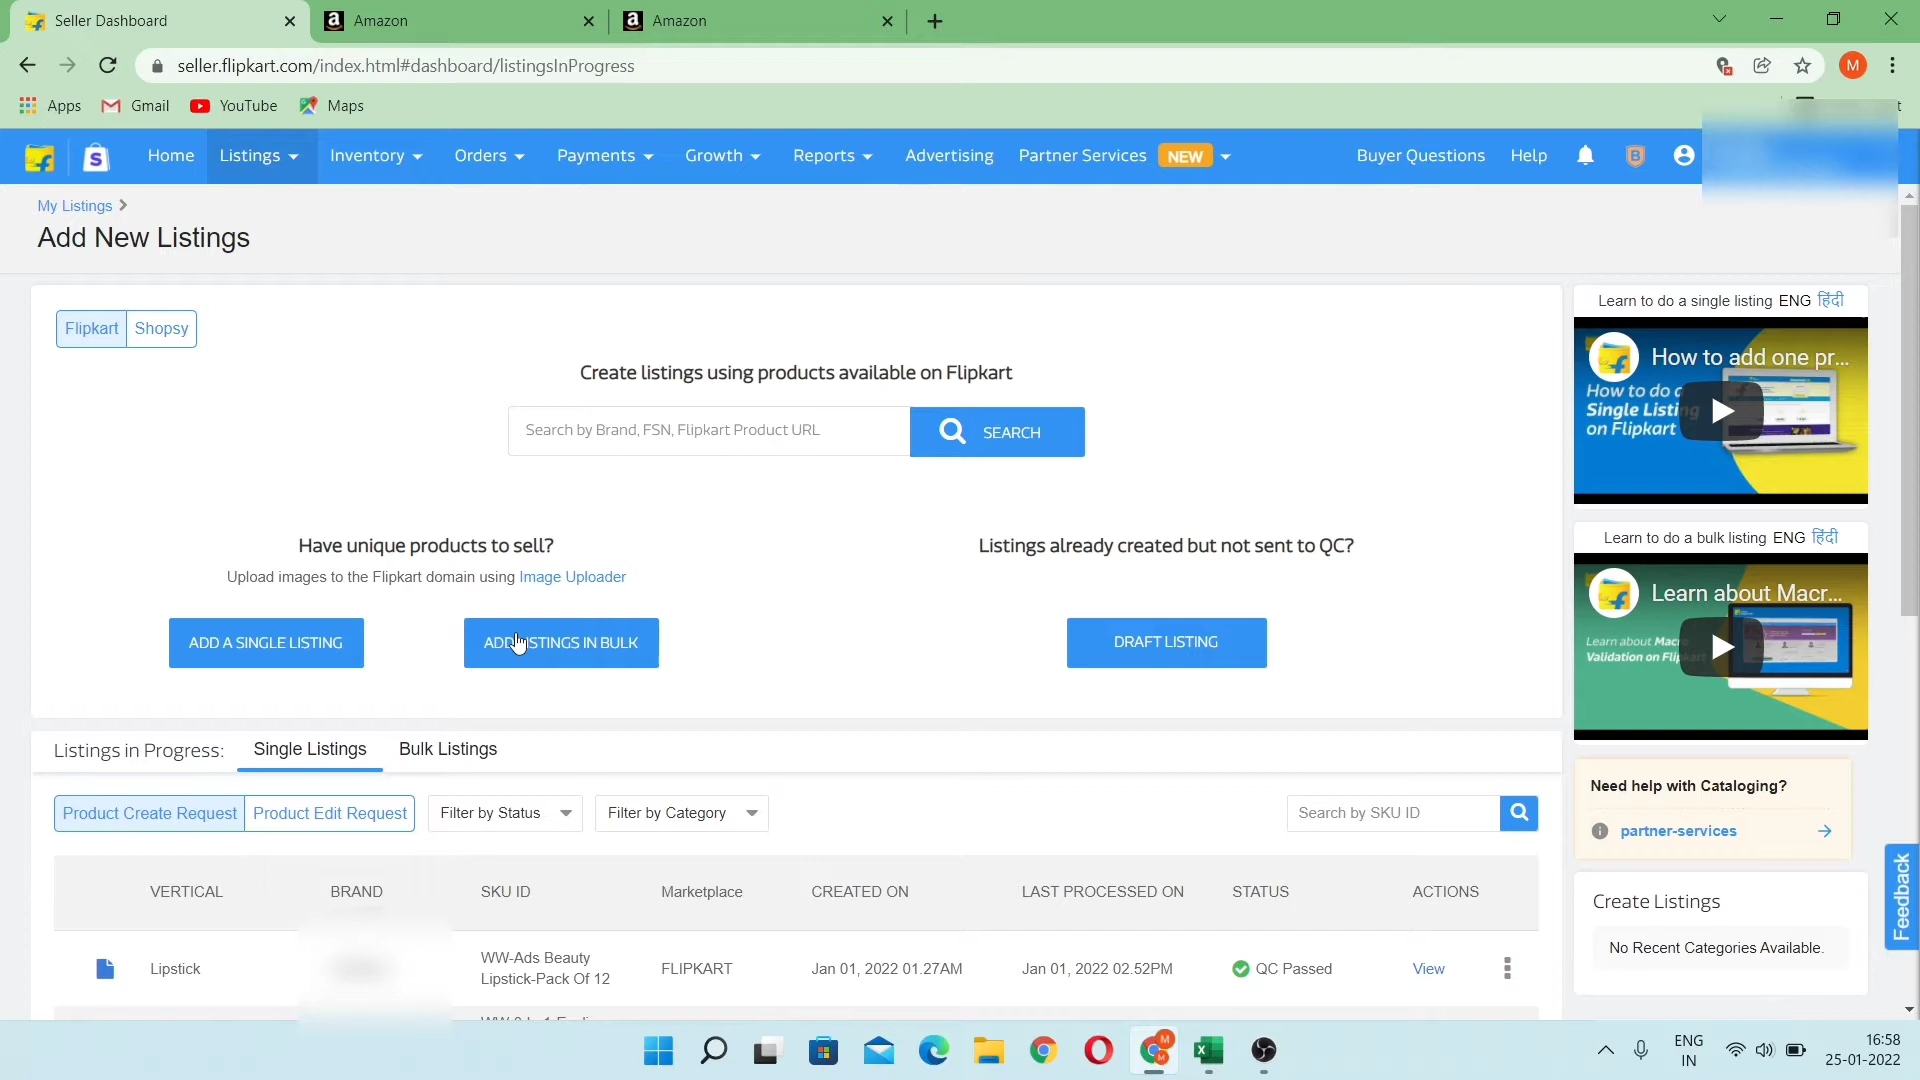 Seller Dashboard
Amazon
Amazon
seller.flipkart.com/index.html#dashboard/listingsInProgress
M
Apps
Gmail
YouTube
Maps
Home
Listings
Inventory
Orders
Payments
Growth
Reports
Advertising
Partner Services NEW
Buyer Questions
Help
My Listings
Add New Listings
Flipkart
Shopsy
Create listings using products available on Flipkart
Search by Brand, FSN, Flipkart Product URL
SEARCH
Have unique products to sell?
Upload images to the Flipkart domain using Image Uploader
ADD A SINGLE LISTING
Listings already created but not sent to QC?
DRAFT LISTING
Learn to do a single listing ENG हिंदी
How to add one pr...
How to do a
Single Listing
on Flipkart
Learn to do a bulk listing ENG हिंदी
Learn about Macr...
Learn about Macro
Validation on
Need help with Cataloging?
partner-services
Create Listings
No Recent Categories Available.
Feedback
Listings in Progress:
Single Listings
Bulk Listings
Product Create Request
Product Edit Request
Filter by Status
Filter by Category
Search by SKU ID
VERTICAL
BRAND
SKU ID
Marketplace
CREATED ON
LAST PROCESSED ON
STATUS
ACTIONS
Lipstick
WW-Ads Beauty
Lipstick-Pack Of 12
FLIPKART
Jan 01, 2022 01.27AM
Jan 01, 2022 02.52PM
QC Passed
View
ENG
IN
16:58
25-01-2022